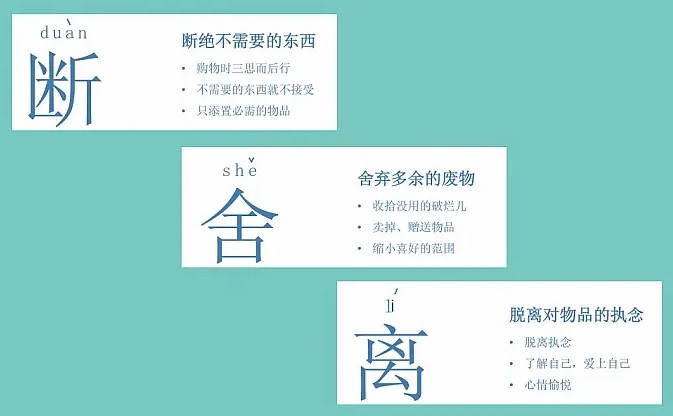 duàn
断
断绝不需要的东西
• 购物时三思而后行
• 不需要的东西就不接受
• 只添置必需的物品
shě
舍
舍弃多余的废物
• 收拾没用的破烂儿
• 卖掉、赠送物品
• 缩小喜好的范围
lí
离
脱离对物品的执念
• 脱离执念
• 了解自己，爱上自己
• 心情愉悦